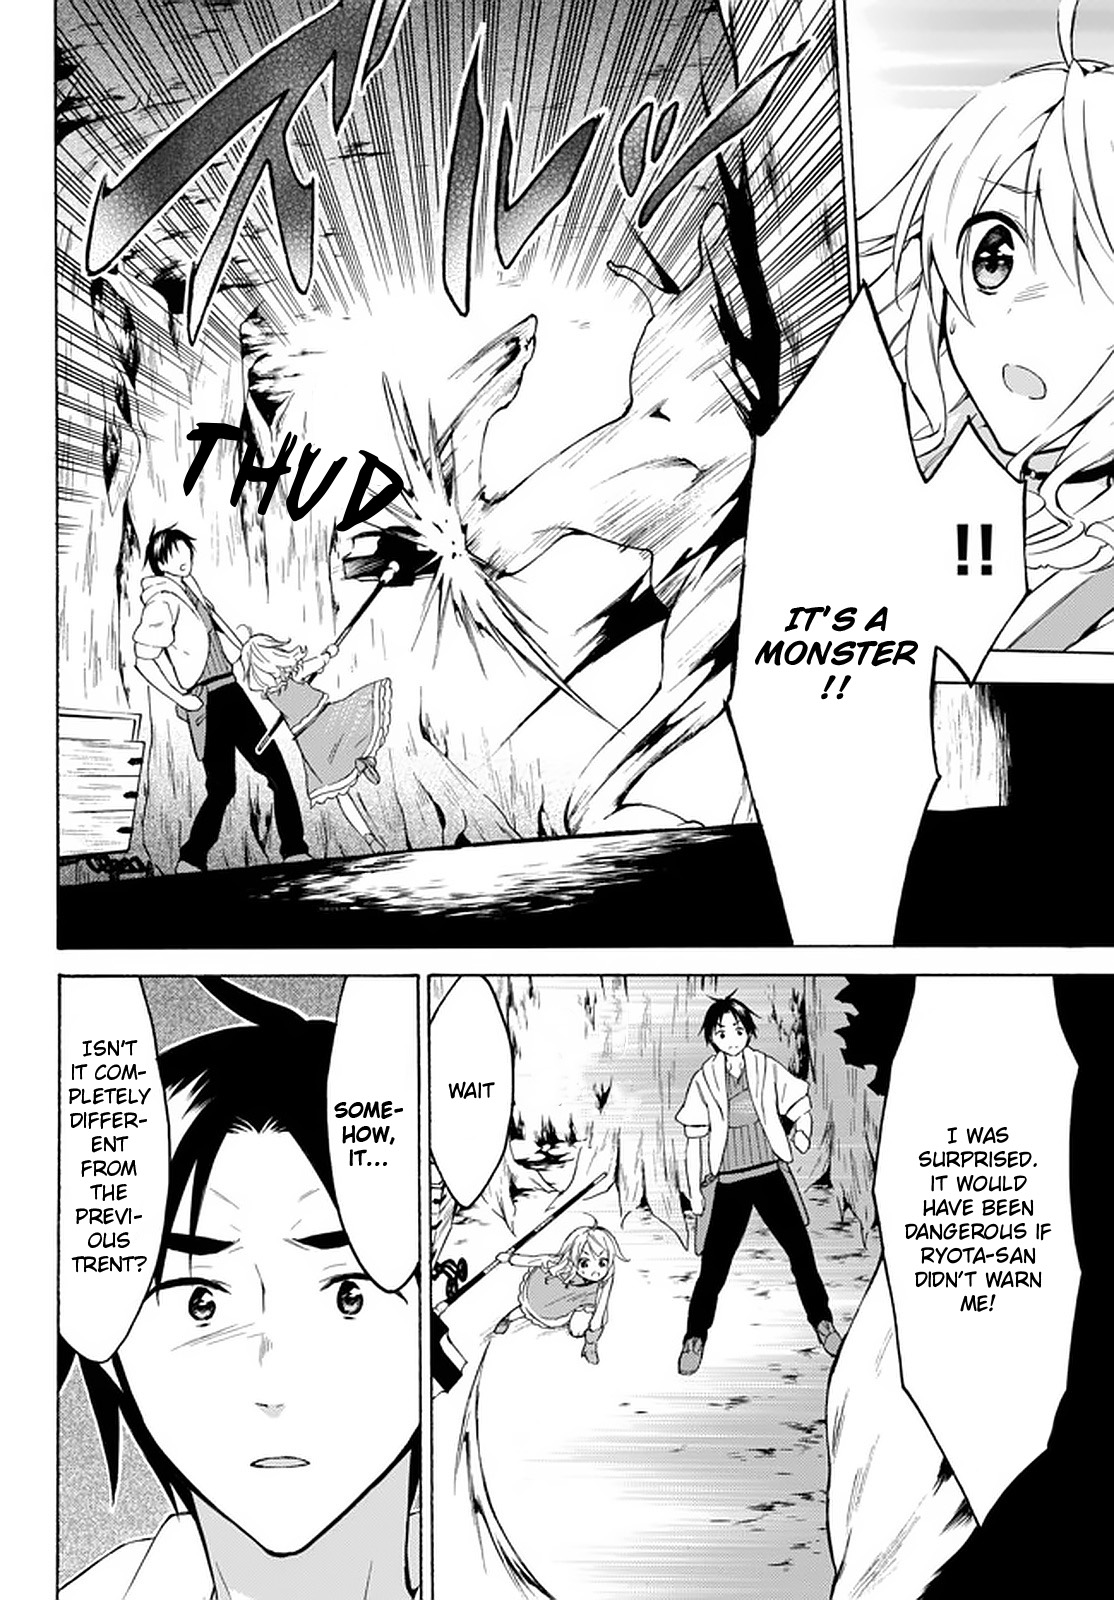 !!
IT'S A
MONSTER
!!
ズルッ
THUD
I WAS
SURPRISED.
IT WOULD
HAVE BEEN
DANGEROUS IF
RYOTA-SAN
DIDN'T WARN
ME!
WAIT
SOME-
HOW,
IT...
ISN'T
IT COM-
PLETELY
DIFFER-
ENT
FROM
THE
PREVI-
OUS
TRENT?